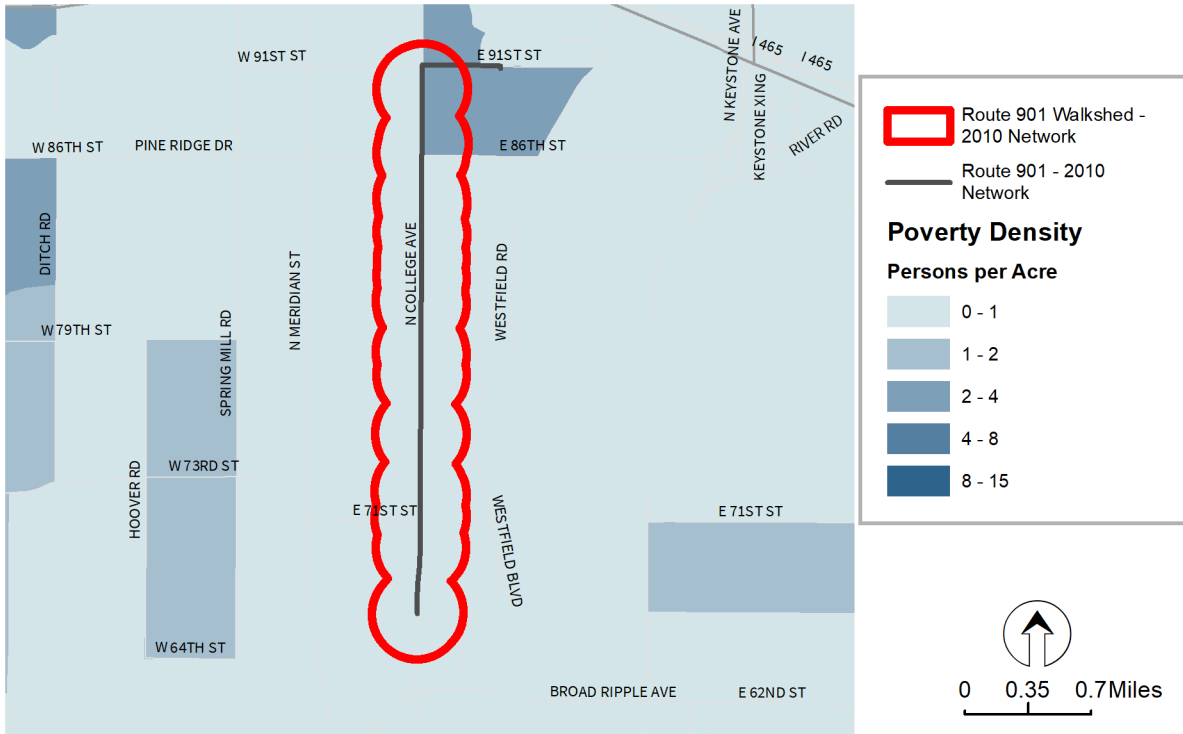 W 91ST ST
E 91ST ST
N KEYSTONE AVE
I 465
I 465
KEYSTONE XING
RIVER RD
W 86TH ST
PINE RIDGE DR
E 86TH ST
DITCH RD
N MERIDIAN ST
N COLLEGE AVE
WESTFIELD RD
W 79TH ST
SPRING MILL RD
W 73RD ST
HOOVER RD
E 71ST ST
WESTFIELD BLVD
E 71ST ST
W 64TH ST
BROAD RIPPLE AVE
E 62ND ST
Route 901 Walkshed -
2010 Network
Route 901 - 2010
Network
Poverty Density
Persons per Acre
0 - 1
1 - 2
2 - 4
4 - 8
8 - 15
0 0.35 0.7Miles